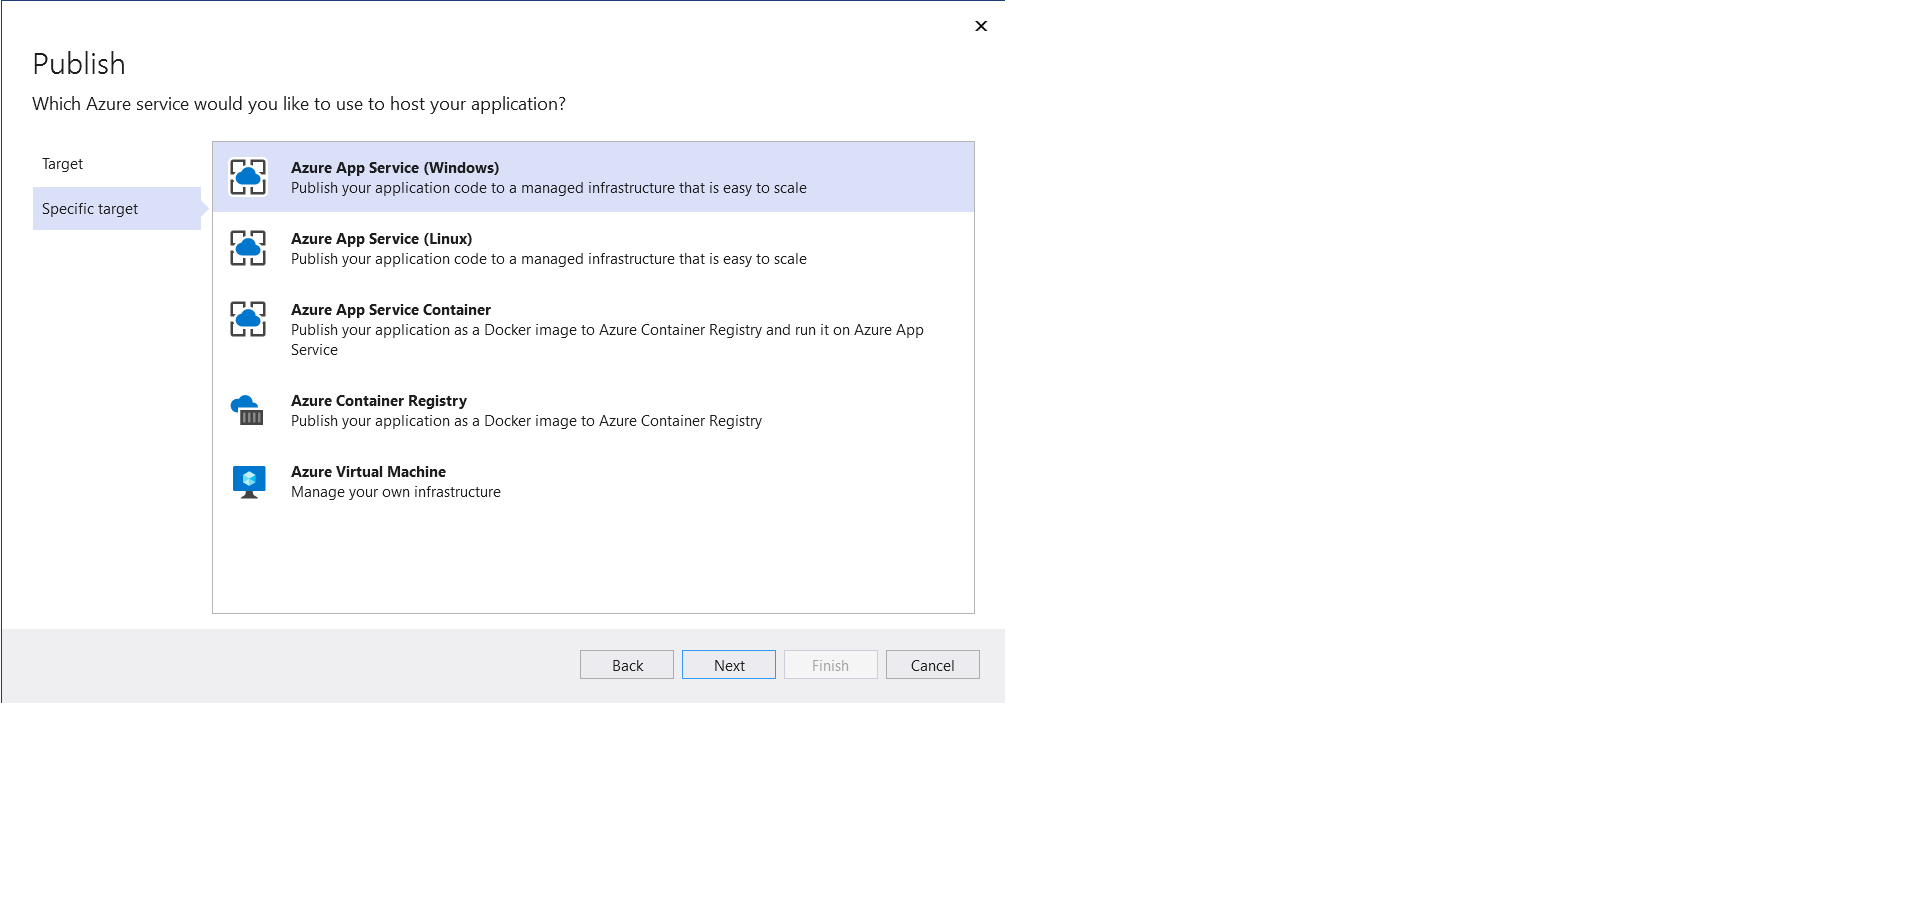 Publish
Which Azure service would you like to use to host your application?
Target
Specific target
Azure App Service (Windows)
Publish your application code to a managed infrastructure that is easy to scale
Azure App Service (Linux)
Publish your application code to a managed infrastructure that is easy to scale
Azure App Service Container
Publish your application as a Docker image to Azure Container Registry and run it on Azure App
Service
Azure Container Registry
Publish your application as a Docker image to Azure Container Registry
Azure Virtual Machine
Manage your own infrastructure
Back
Next
Finish
Cancel